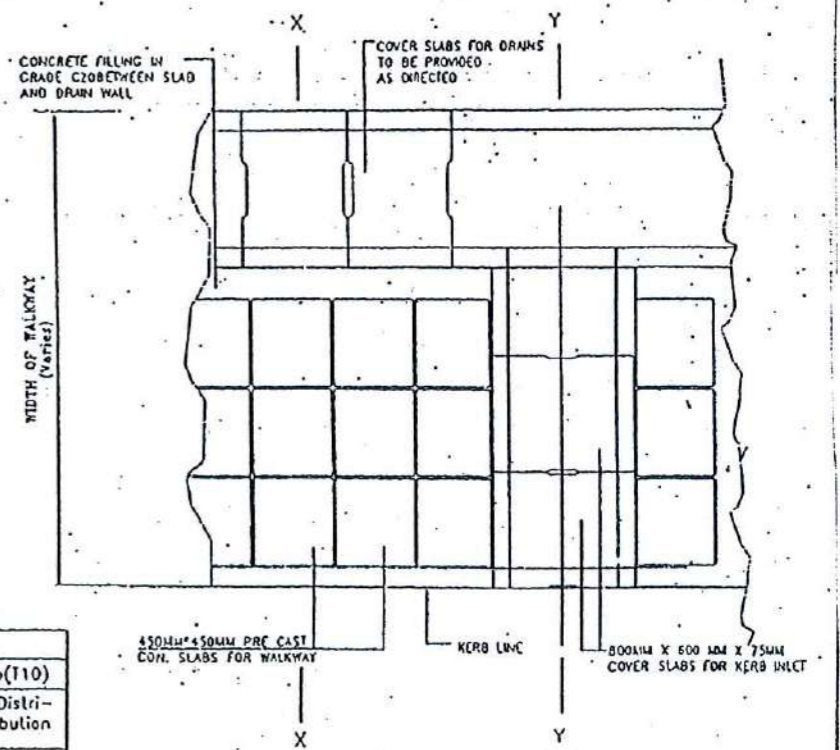 X
Y
CONCRETE FILLING IN
GRADE C20BETWEEN SLAB
AND DRAIN WALL
COVER SLABS FOR DRAINS
TO BE PROVIDED
AS DIRECTED
WIDTH OF WALKWAY
(Varies)
450MM*450MM PRE CAST
CON. SLABS FOR WALKWAY
KERB LINE
800MM X 600 MM X 75MM
COVER SLABS FOR KERB INLET
(T10)
Distri-
bution
X
Y